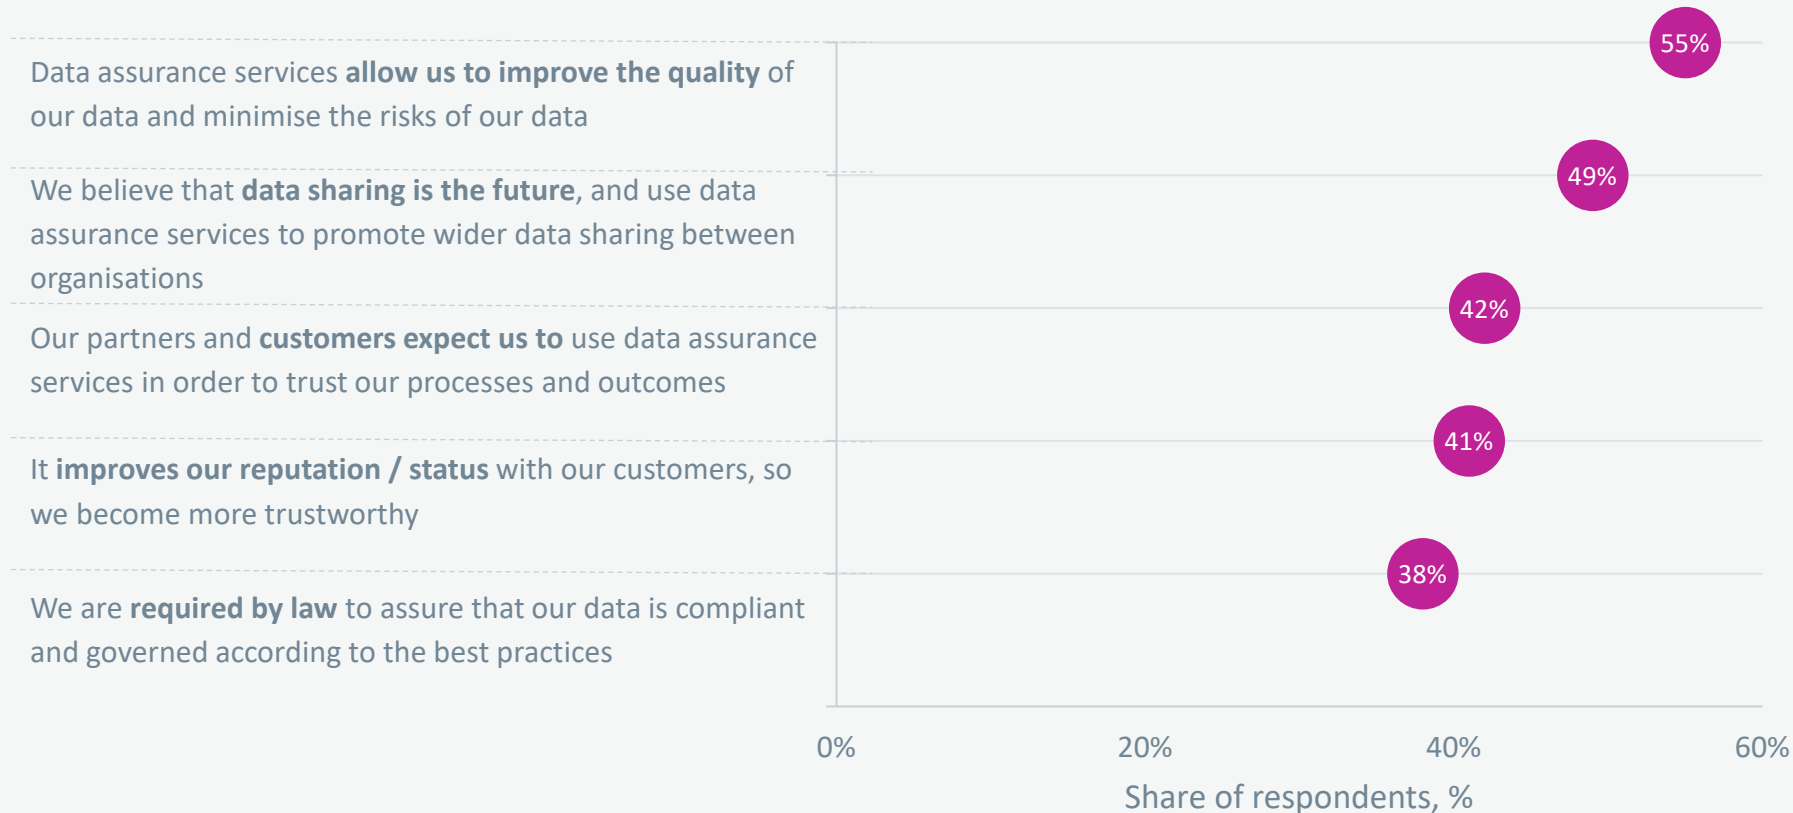 55%
Data assurance services allow us to improve the quality of
our data and minimise the risks of our data
49%
We believe that data sharing is the future, and use data
assurance services to promote wider data sharing between
organisations
42%
Our partners and customers expect us to use data assurance
services in order to trust our processes and outcomes
41%
It improves our reputation / status with our customers, so
we become more trustworthy
38%
We are required by law to assure that our data is compliant
and governed according to the best practices
0% 20% 40% 60%
Share of respondents, %